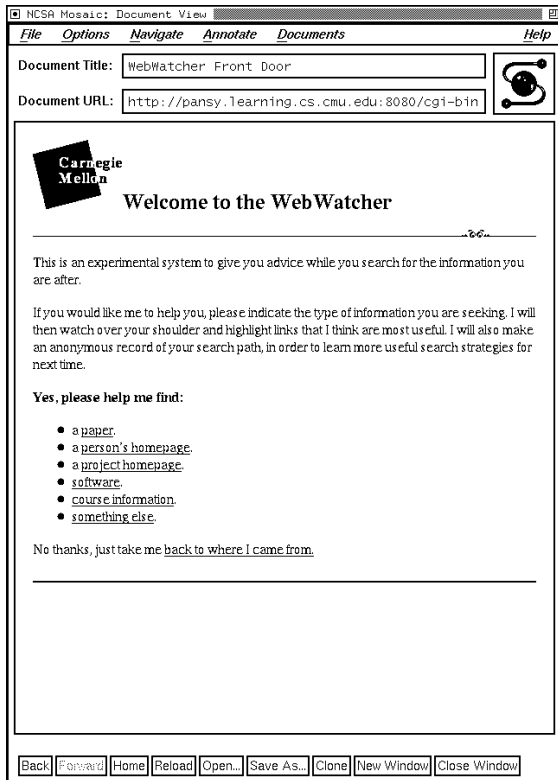 NCSA Mosaic: Document View
File Options Navigate Annotate Documents Help
Document Title: WebWatcher Front Door
Document URL: http://pansy.learning.cs.cmu.edu:8080/cgi-bin
Carnegie
Mellon
Welcome to the WebWatcher
This is an experimental system to give you advice while you search for the information you
are after.
If you would like me to help you, please indicate the type of information you are seeking. I will
then watch over your shoulder and highlight links that I think are most useful. I will also make
an anonymous record of your search path, in order to learn more useful search strategies for
next time.
Yes, please help me find:
a paper.
a person's homepage.
a project homepage.
software.
course information.
something else.
No thanks, just take me back to where I came from.
Back Forward Home Reload Open... Save As... Clone New Window Close Window